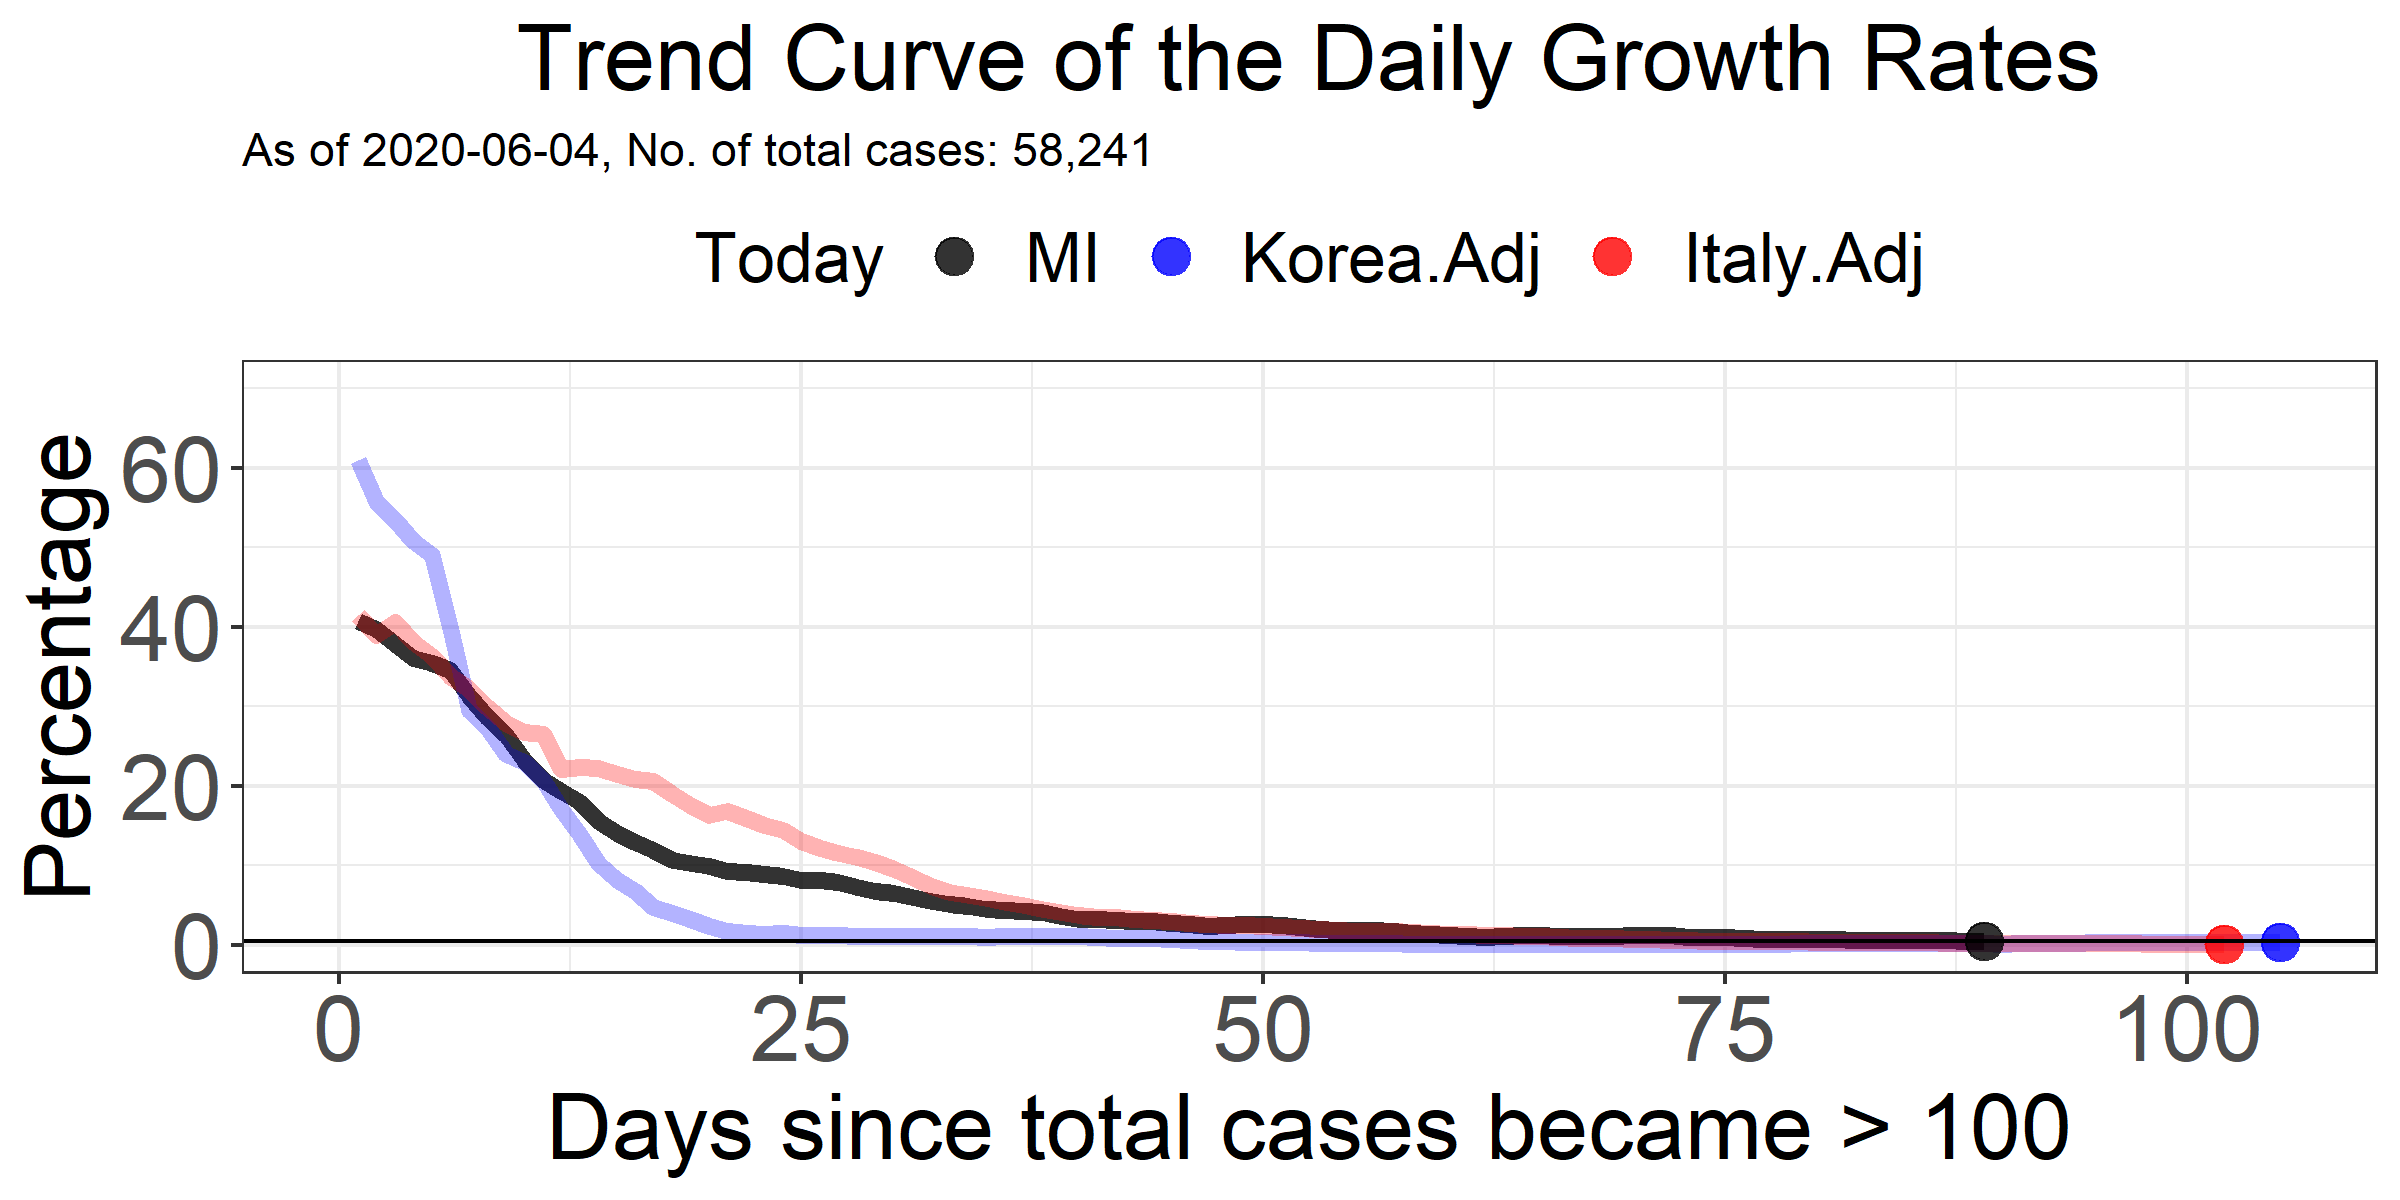 Trend Curve of the Daily Growth Rates
As of 2020-06-04, No. of total cases: 58,241
Today MI Korea.Adj Italy.Adj
Percentage
60
40
20
0
0 25 50 75 100
Days since total cases became > 100